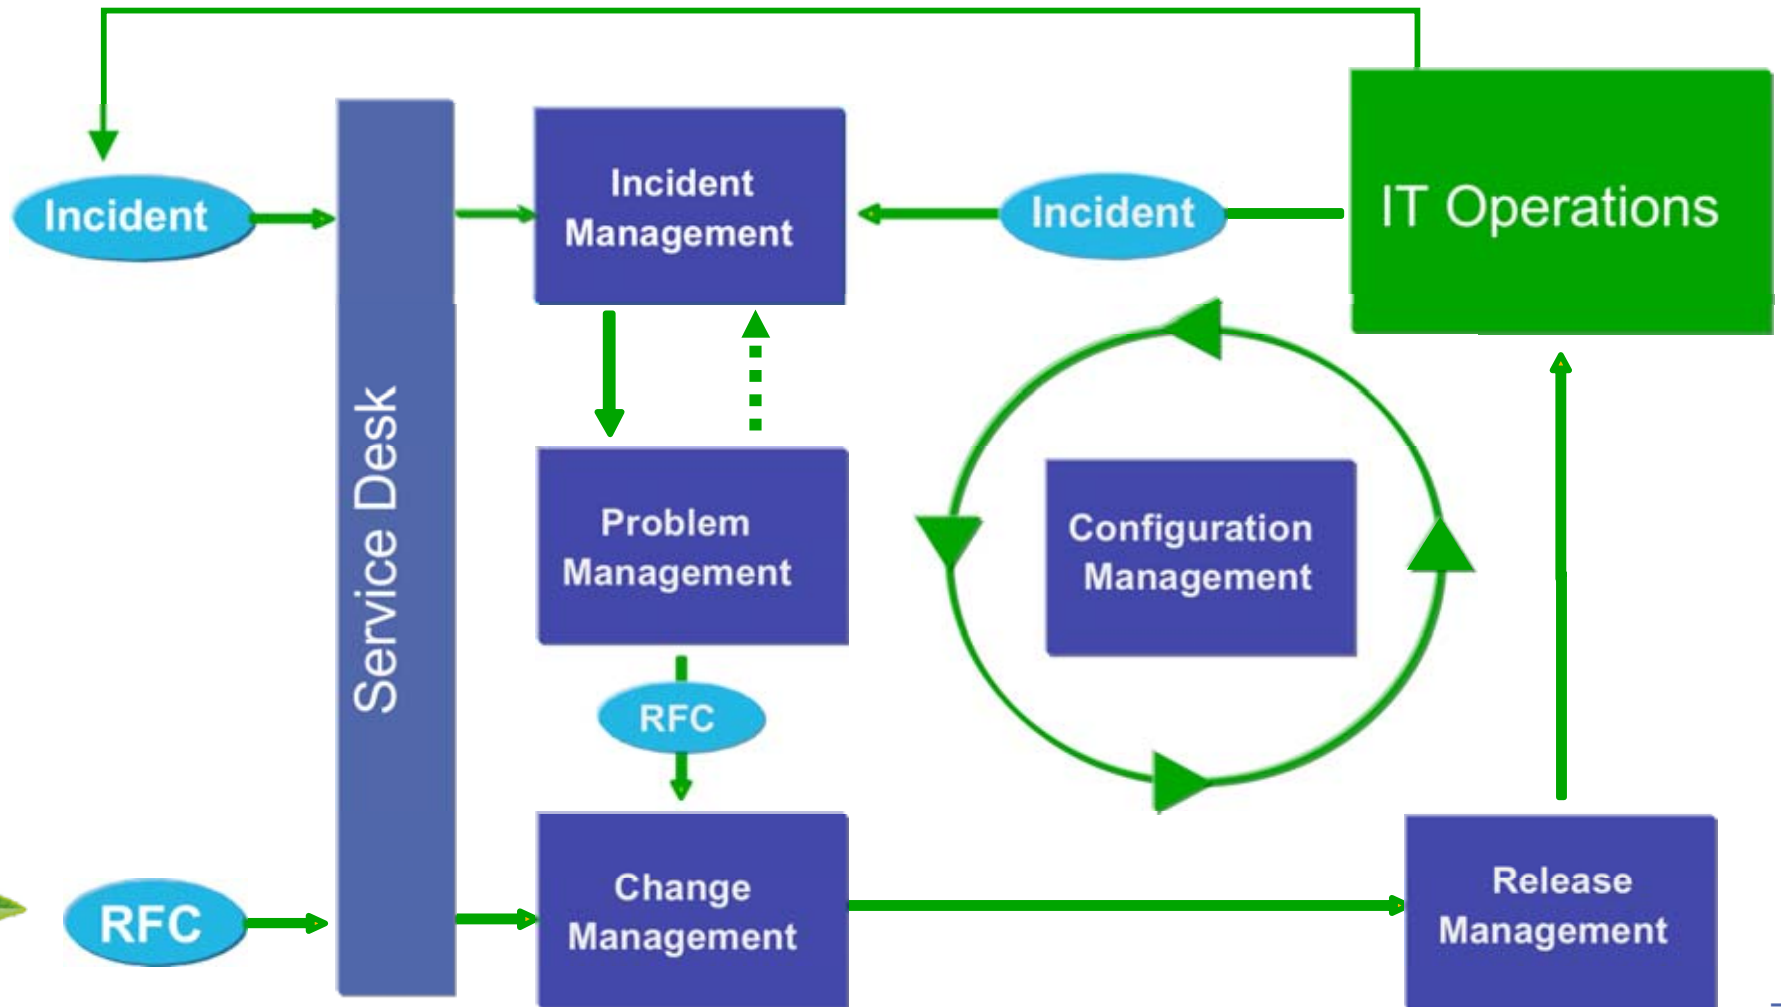 Incident
Service Desk
Incident
Management
Incident
IT Operations
Problem
Management
Configuration
Management
RFC
RFC
Change
Management
Release
Management